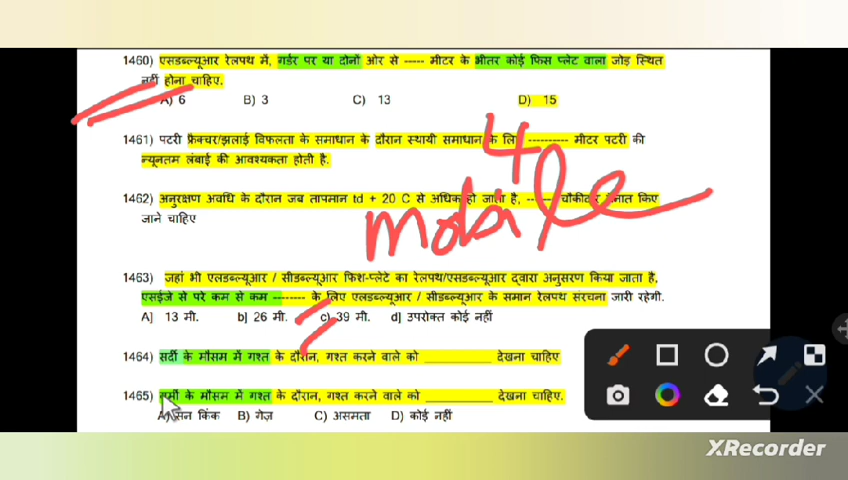 1460) एसडब्ल्यूआर रेलपथ में, गर्डर पर या दोनों ओर से ----- मीटर के भीतर कोई फिस प्लेट वाला जोड़ स्थित
नहीं होना चाहिए.
A) 6 B) 3 C) 13 D) 15
1461) पटरी फ्रैक्चर/झलाई विफलता के समाधान के दौरान स्थायी समाधान के लिए ---------- मीटर पटरी की
न्यूनतम लंबाई की आवश्यकता होती है.
4
1462) अनुरक्षण अवधि के दौरान जब तापमान td + 20 C से अधिक हो जाता है, ------ चौकीदार तैनात किए
जाने चाहिए
mobile
1463) जहां भी एलडब्ल्यूआर / सीडब्ल्यूआर फिश-प्लेटे का रेलपथ/एसडब्ल्यूआर द्वारा अनुसरण किया जाता है,
एसईजे से परे कम से कम -------- के लिए एलडब्ल्यूआर / सीडब्ल्यूआर के समान रेलपथ संरचना जारी रहेगी.
A] 13 मी. b] 26 मी. c) 39 मी. d] उपरोक्त कोई नहीं
1464) सर्दी के मौसम में गश्त के दौरान, गश्त करने वाले को __________ देखना चाहिए
1465) गर्मी के मौसम में गश्त के दौरान, गश्त करने वाले को __________ देखना चाहिए.
A) सन किंक B) गेज़ C) असमता D) कोई नहीं
XRecorder